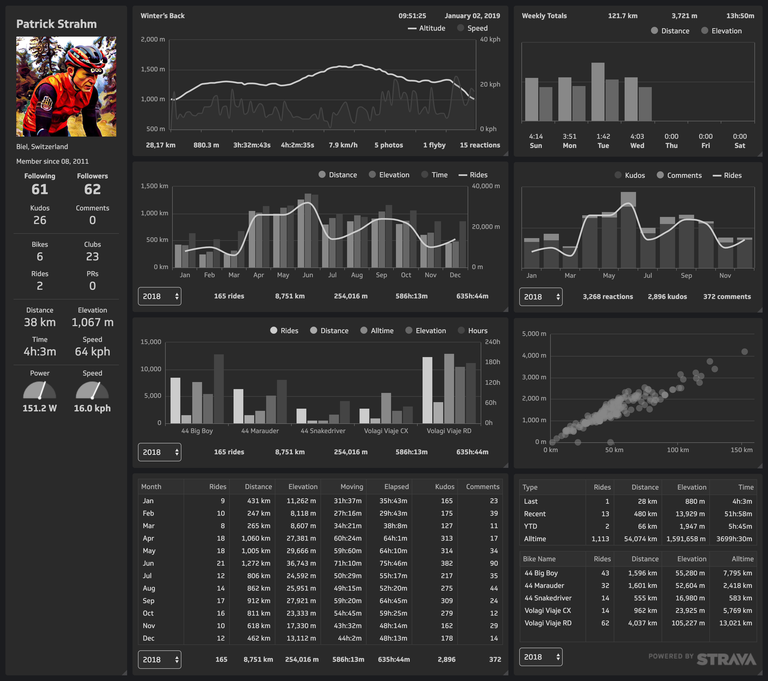 Patrick Strahm
Biel, Switzerland
Member since 08, 2011
Following Followers
61 62
Kudos Comments
26 0
Bikes Clubs
6 23
Rides PRs
2 0
Distance Elevation
38 km 1,067 m
Time Speed
4h:3m 64 kph
Power Speed
151.2 W 16.0 kph
Winter's Back 09:51:25 January 02, 2019
Altitude Speed
2,000 m 40 kph
1,500 m
1,000 m 20 kph
500 m 0 kph
28,17 km 880.3 m 3h:32m:43s 4h:2m:35s 7.9 km/h 5 photos 1 flyby 15 reactions
Weekly Totals 121.7 km 3,721 m 13h:50m
Distance Elevation
4:14 3:51 1:42 4:03 0:00 0:00 0:00
Sun Mon Tue Wed Thu Fri Sat
Distance Elevation Time Rides
1,500 km 40,000 m
1,000 km
500 km 20,000 m
0 km 0 m
Jan Feb Mar Apr May Jun Jul Aug Sep Oct Nov Dec
2018 165 rides 8,751 km 254,016 m 586h:13m 635h:44m
Kudos Comments Rides
Jan Mar May Jul Sep Nov
2018 3,268 reactions 2,896 kudos 372 comments
Rides Distance Alltime Elevation Hours
15,000 240h
10,000 180h
120h
5,000 60h
0 0h
44 Big Boy 44 Marauder 44 Snakedriver Volagi Viaje CX Volagi Viaje RD
2018 165 rides 8,751 km 254,016 m 586h:13m 635h:44m
5,000 m
4,000 m
3,000 m
2,000 m
1,000 m
0 m
0 km 50 km 100 km 150 km
Month Rides Distance Elevation Moving Elapsed Kudos Comments
Jan 9 431 km 11,262 m 31h:37m 35h:43m 165 23
Feb 10 247 km 8,118 m 27h:16m 29h:43m 175 39
Mar 8 265 km 8,607 m 34h:21m 38h:8m 127 11
Apr 18 1,060 km 27,381 m 60h:24m 64h:1m 313 17
May 18 1,005 km 29,666 m 59h:60m 64h:10m 314 34
Jun 21 1,272 km 36,743 m 71h:10m 75h:46m 382 90
Jul 12 806 km 24,592 m 50h:29m 55h:17m 217 35
Aug 14 862 km 25,951 m 49h:15m 52h:20m 275 44
Sep 17 912 km 27,921 m 59h:20m 64h:45m 309 24
Oct 16 811 km 23,333 m 54h:45m 59h:25m 279 12
Nov 10 618 km 17,330 m 43h:32m 48h:14m 162 29
Dec 12 462 km 13,112 m 44h:2m 48h:13m 178 14
2018 165 8,751 km 254,016 m 586h:13m 635h:44m 2,896 372
Type Rides Distance Elevation Time
Last 1 28 km 880 m 4h:3m
Recent 13 480 km 13,929 m 51h:58m
YTD 2 66 km 1,947 m 5h:45m
Alltime 1,113 54,074 km 1,591,658 m 3699h:30m
Bike Name Rides Distance Elevation Alltime
44 Big Boy 43 1,596 km 55,280 m 7,795 km
44 Marauder 32 1,601 km 52,604 m 2,418 km
44 Snakedriver 14 555 km 16,980 m 583 km
Volagi Viaje CX 14 962 km 23,925 m 5,769 km
Volagi Viaje RD 62 4,037 km 105,227 m 13,021 km
2018 POWERED BY STRAVA